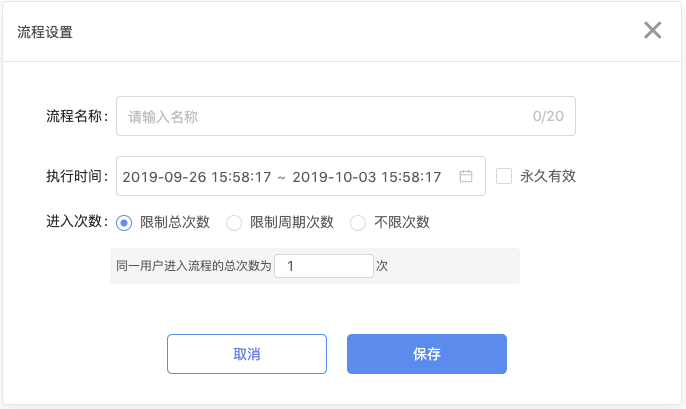 流程设置
流程名称： 请输入名称 0/20
执行时间： 2019-09-26 15:58:17 ~ 2019-10-03 15:58:17 永久有效
进入次数： 限制总次数 限制周期次数 不限次数
同一用户进入流程的总次数为 1 次
取消 保存